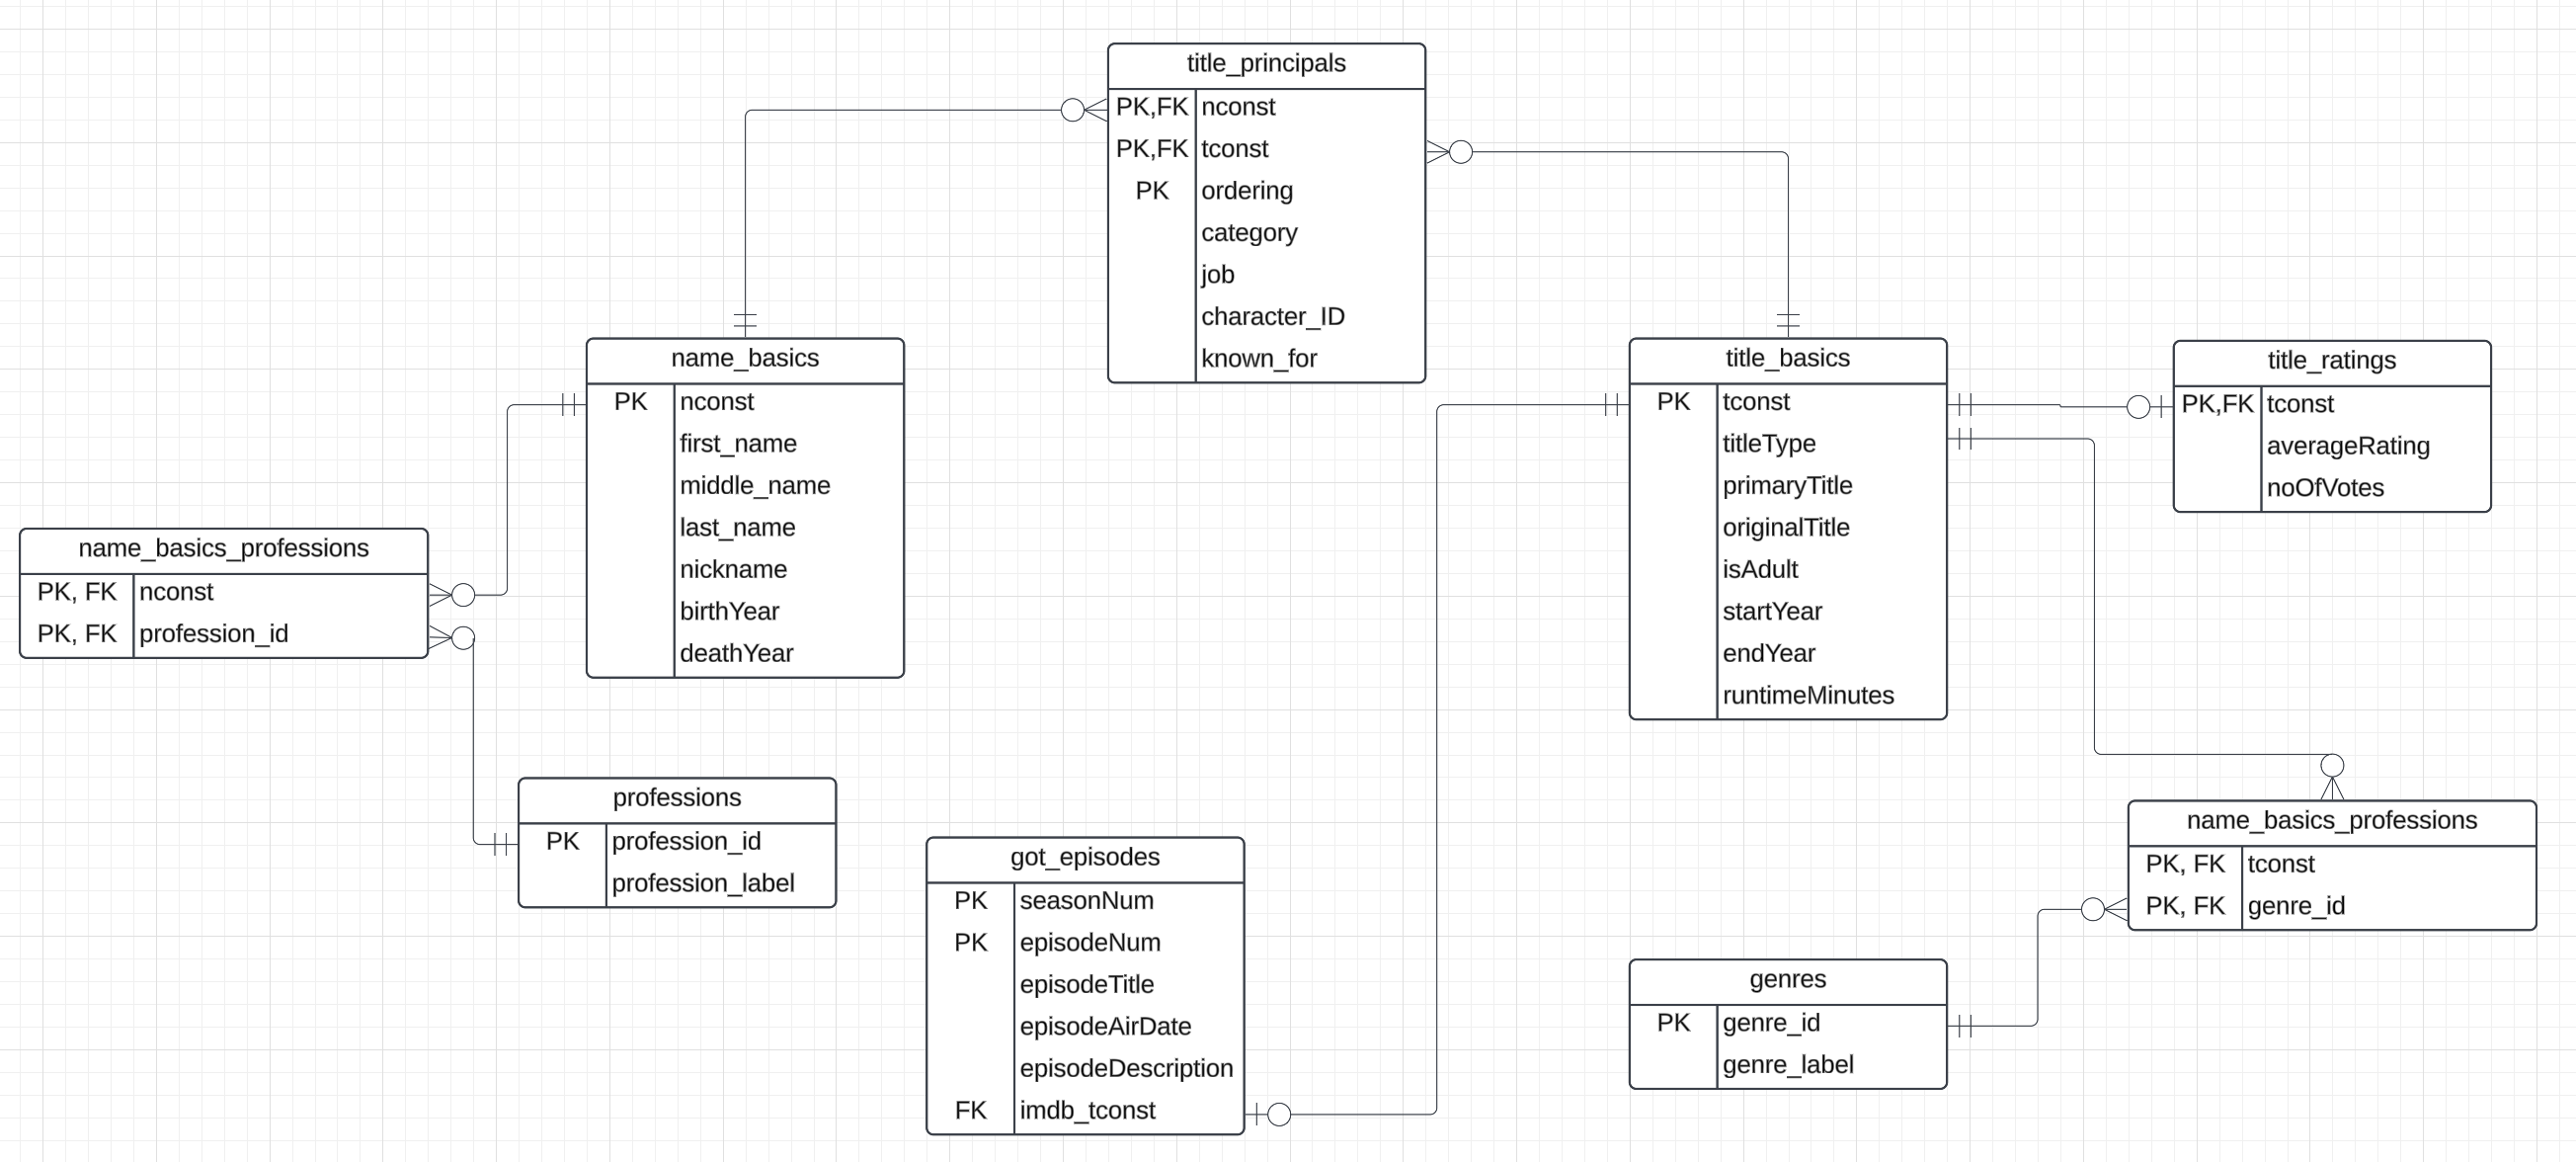 title_principals
PK,FK nconst
PK,FK tconst
PK ordering
category
job
character_ID
known_for
name_basics
PK nconst
first_name
middle_name
last_name
nickname
birthYear
deathYear
title_basics
PK tconst
titleType
primaryTitle
originalTitle
isAdult
startYear
endYear
runtimeMinutes
title_ratings
PK,FK tconst
averageRating
noOfVotes
name_basics_professions
PK, FK nconst
PK, FK profession_id
professions
PK profession_id
profession_label
got_episodes
PK seasonNum
PK episodeNum
episodeTitle
episodeAirDate
episodeDescription
FK imdb_tconst
name_basics_professions
PK, FK tconst
PK, FK genre_id
genres
PK genre_id
genre_label